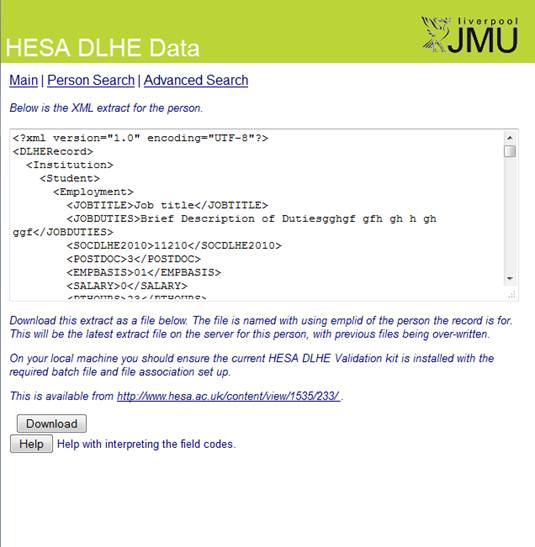 liverpool
JMU
HESA DLHE Data
Main | Person Search | Advanced Search
Below is the XML extract for the person.
<?xml version="1.0" encoding="UTF-8"?>
<DLHERecord>
<Institution>
<Student>
<Employment>
<JOBTITLE>Job title</JOBTITLE>
<JOBDUTIES>Brief Description of Dutiesgghgf gfh gh h gh
ggf</JOBDUTIES>
<SOCDLHE2010>11210</SOCDLHE2010>
<POSTDOC>3</POSTDOC>
<EMPBASIS>01</EMPBASIS>
<SALARY>0</SALARY>
<PTHOURS>23</PTHOURS>
Download this extract as a file below. The file is named with using emplid of the person the record is for.
This will be the latest extract file on the server for this person, with previous files being over-written.
On your local machine you should ensure the current HESA DLHE Validation kit is installed with the
required batch file and file association set up.
This is available from http://www.hesa.ac.uk/content/view/1535/233/ .
Download
Help Help with interpreting the field codes.